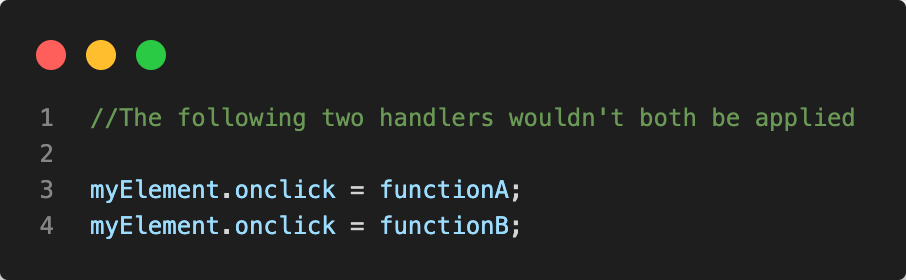 1 //The following two handlers wouldn't both be applied
2
3 myElement.onclick = functionA;
4 myElement.onclick = functionB;